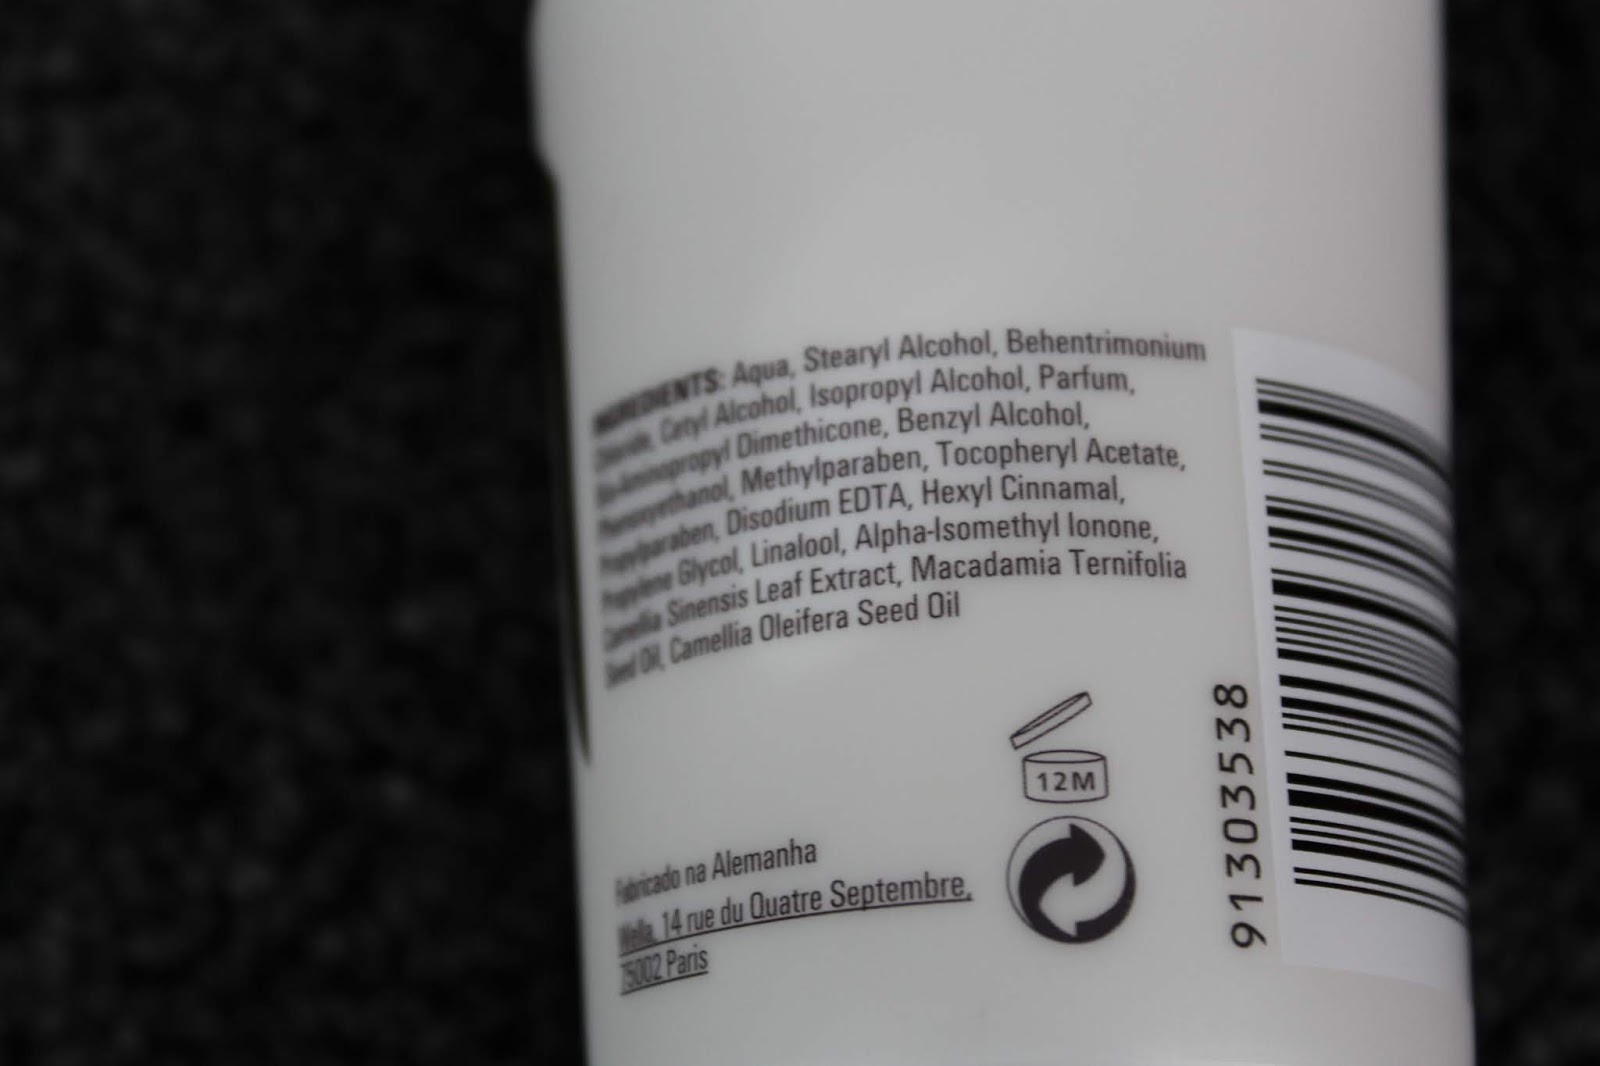 INGREDIENTS: Aqua, Stearyl Alcohol, Behentrimonium
Chloride, Cetyl Alcohol, Isopropyl Alcohol, Parfum,
Bis-Aminopropyl Dimethicone, Benzyl Alcohol,
Phenoxyethanol, Methylparaben, Tocopheryl Acetate,
Propylparaben, Disodium EDTA, Hexyl Cinnamal,
Propylene Glycol, Linalool, Alpha-Isomethyl Ionone,
Camellia Sinensis Leaf Extract, Macadamia Ternifolia
Seed Oil, Camellia Oleifera Seed Oil
12M
Fabricado na Alemanha
Wella, 14 rue du Quatre Septembre,
75002 Paris
91303538